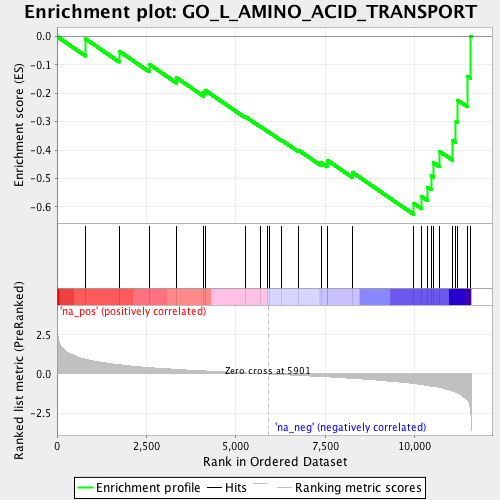 Enrichment plot: GO_L_AMINO_ACID_TRANSPORT
Enrichment score (ES)
0.0
-0.1
-0.2
-0.3
-0.4
-0.5
-0.6
'na_pos' (positively correlated)
Ranked list metric (PreRanked)
2.5
0.0
-2.5
Zero cross at 5901
'na_neg' (negatively correlated)
0 2,500 5,000 7,500 10,000
Rank in Ordered Dataset
Enrichment profile Hits Ranking metric scores